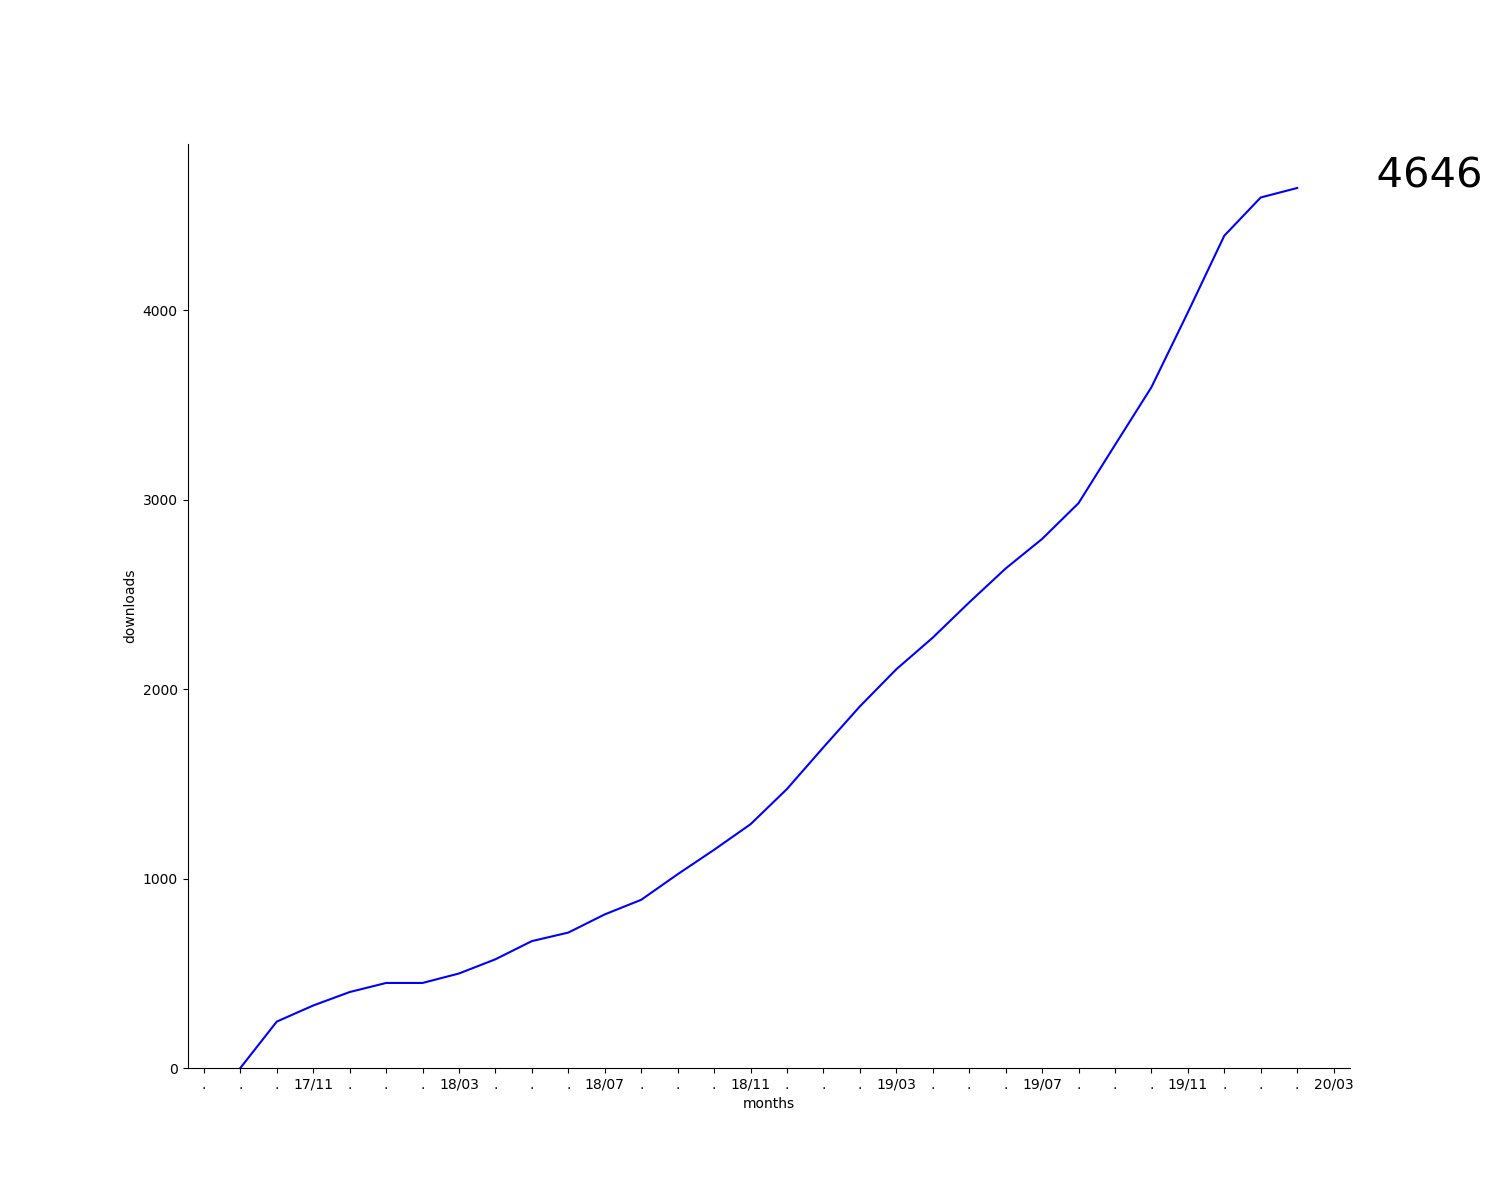 4646
4000
3000
downloads
2000
1000
0
. . . 17/11 . . . 18/03 . . . 18/07 . . . 18/11 . . . 19/03 . . . 19/07 . . . 19/11 . . . 20/03
months